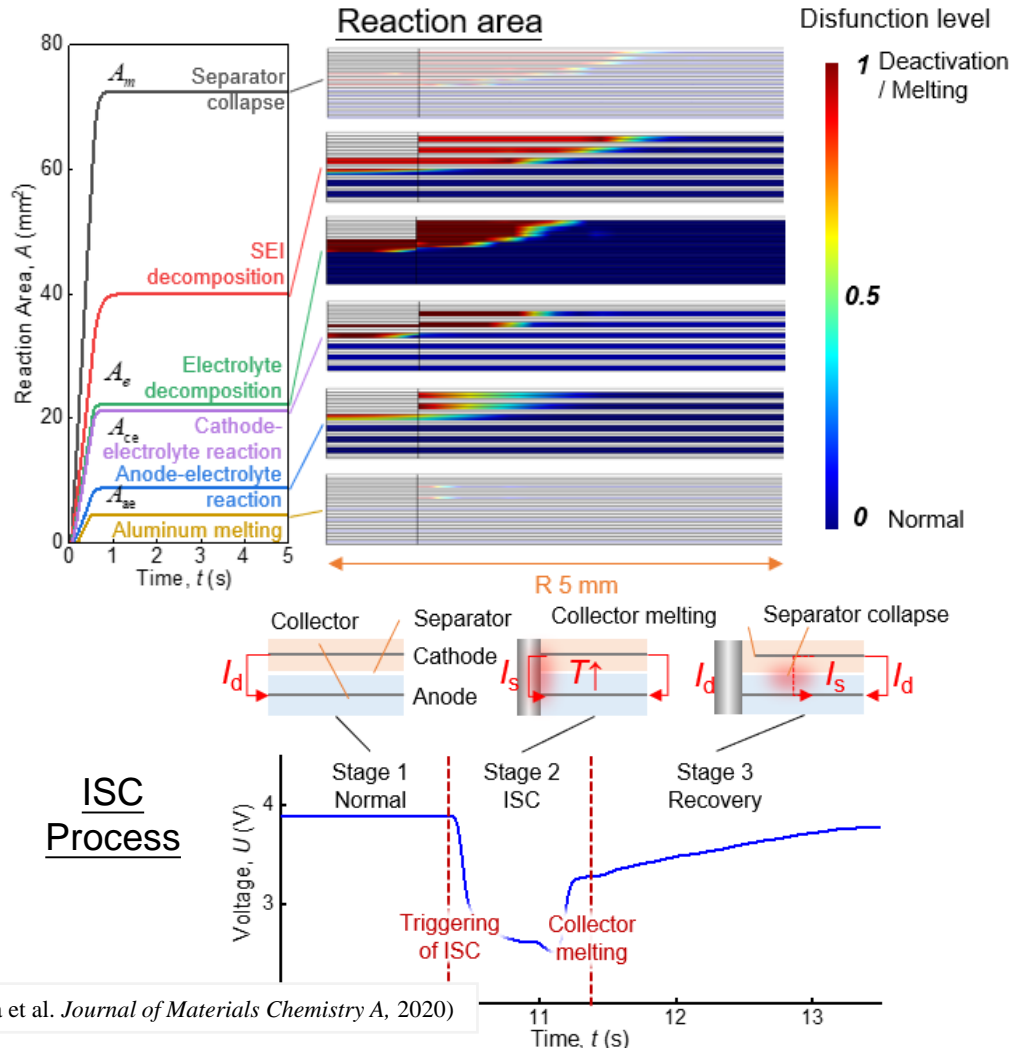 Reaction area
Disfunction level
80
60
40
20
0
Reaction Area, A (mm²)
0 1 2 3 4 5
Time, t (s)
Aₘ
Separator
collapse
SEI
decomposition
Aₑ
Electrolyte
decomposition
A_ce
Cathode-
electrolyte reaction
Anode-electrolyte
A_ae
reaction
Aluminum melting
1 Deactivation
/ Melting
0.5
0 Normal
R 5 mm
Collector
Separator
Cathode
Anode
I_d
Collector melting
I_s
T↑
Separator collapse
I_d
I_s
I_d
ISC
Process
Stage 1
Normal
Stage 2
ISC
Stage 3
Recovery
4
3
Voltage, U (V)
Triggering
of ISC
Collector
melting
11 12 13
Time, t (s)
et al. Journal of Materials Chemistry A, 2020)